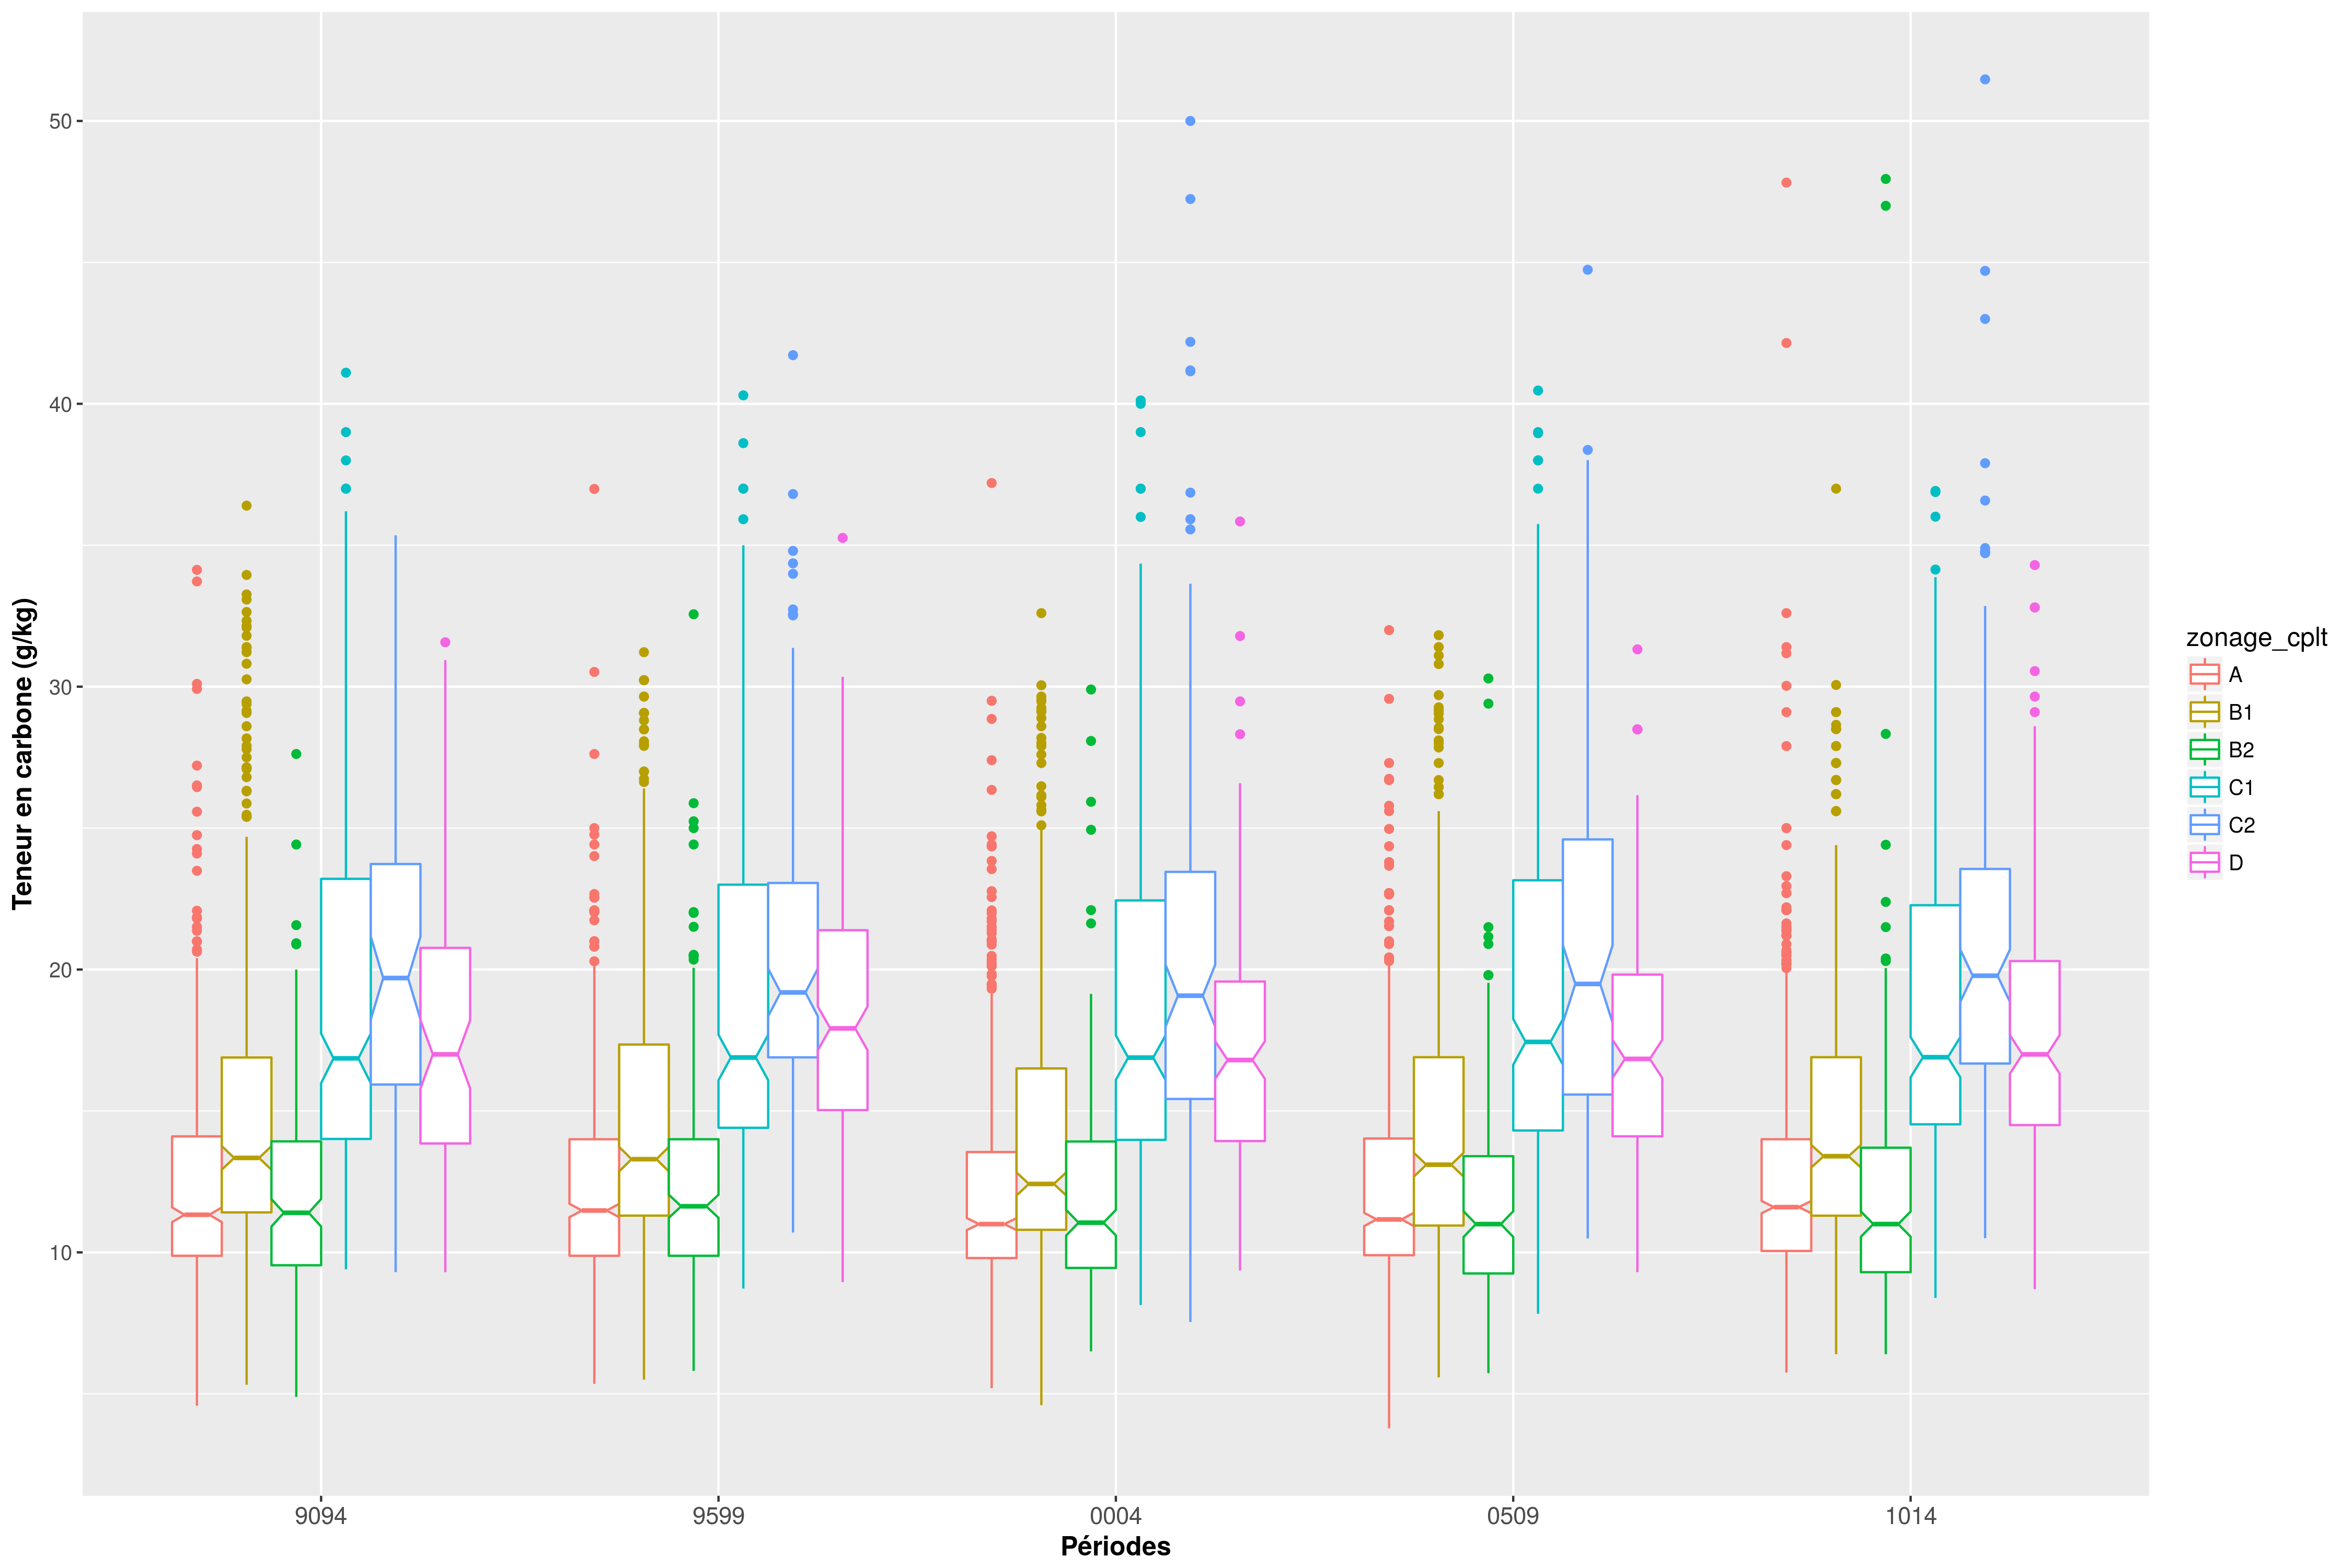 Teneur en carbone (g/kg)
50
40
30
20
10
9094
9599
0004
0509
1014
Périodes
zonage_cplt
A
B1
B2
C1
C2
D